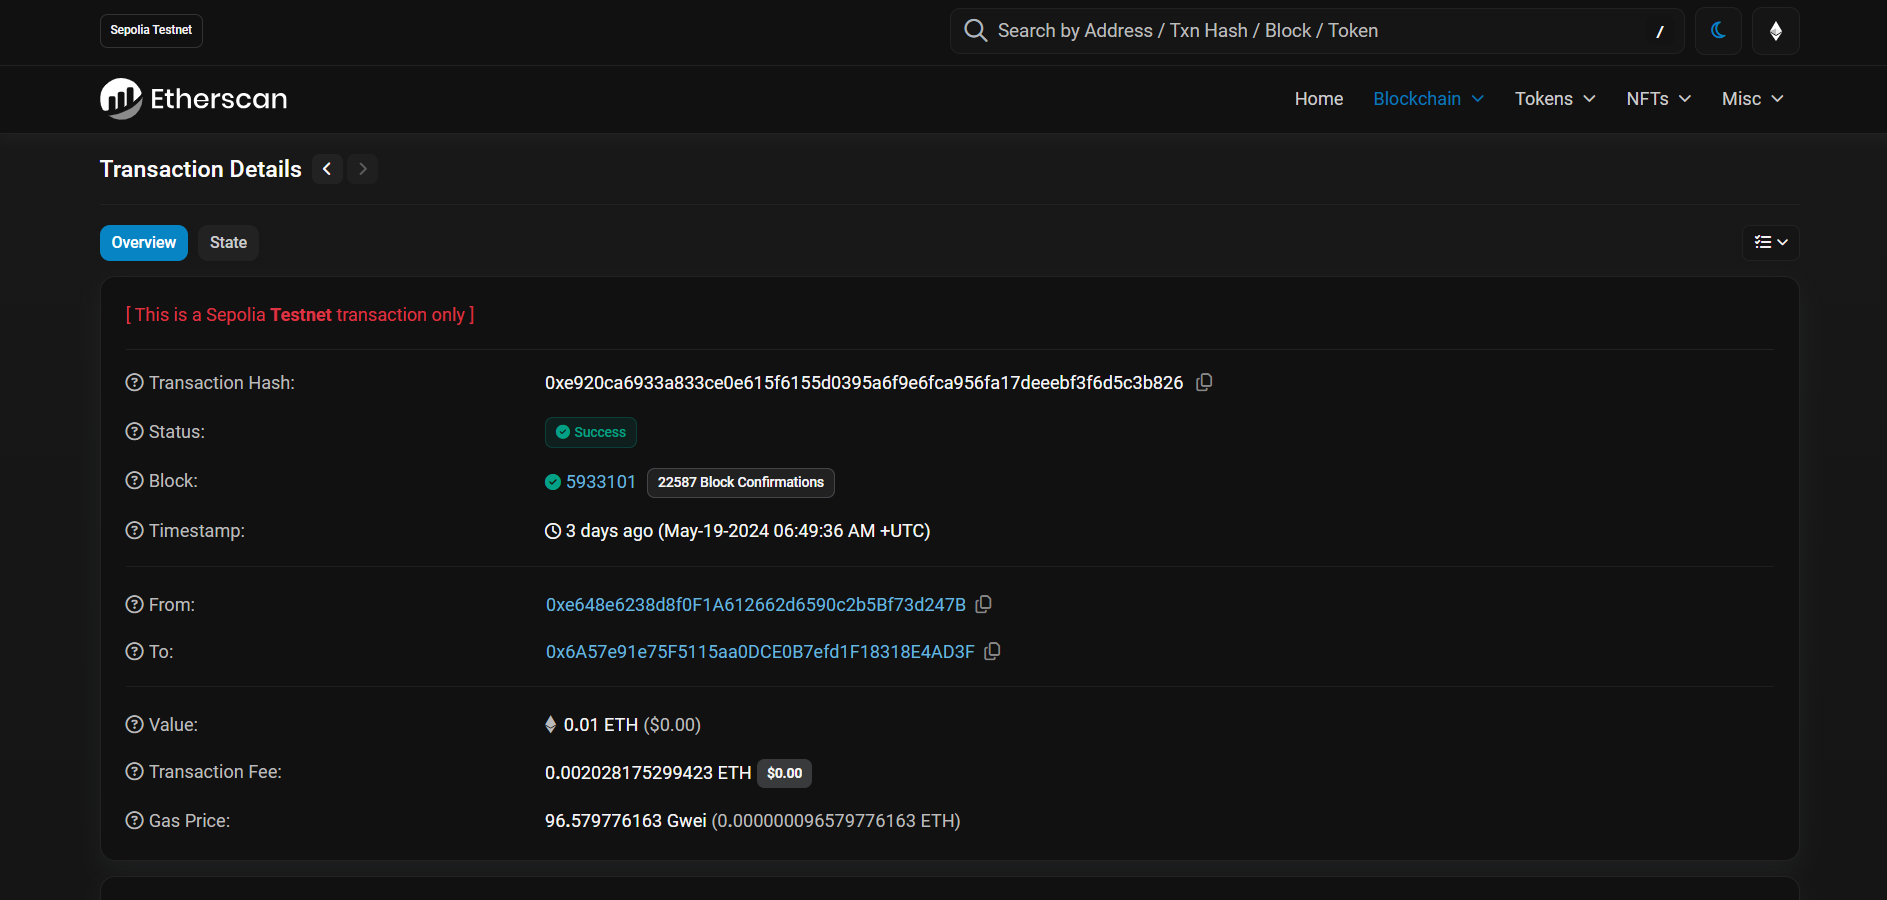 Sepolia Testnet
Search by Address / Txn Hash / Block / Token /
Etherscan
Home Blockchain Tokens NFTs Misc
Transaction Details
Overview State
[ This is a Sepolia Testnet transaction only ]
Transaction Hash: 0xe920ca6933a833ce0e615f6155d0395a6f9e6fca956fa17deeebf3f6d5c3b826
Status: Success
Block: 5933101 22587 Block Confirmations
Timestamp: 3 days ago (May-19-2024 06:49:36 AM +UTC)
From: 0xe648e6238d8f0F1A612662d6590c2b5Bf73d247B
To: 0x6A57e91e75F5115aa0DCE0B7efd1F18318E4AD3F
Value: 0.01 ETH ($0.00)
Transaction Fee: 0.002028175299423 ETH $0.00
Gas Price: 96.579776163 Gwei (0.000000096579776163 ETH)